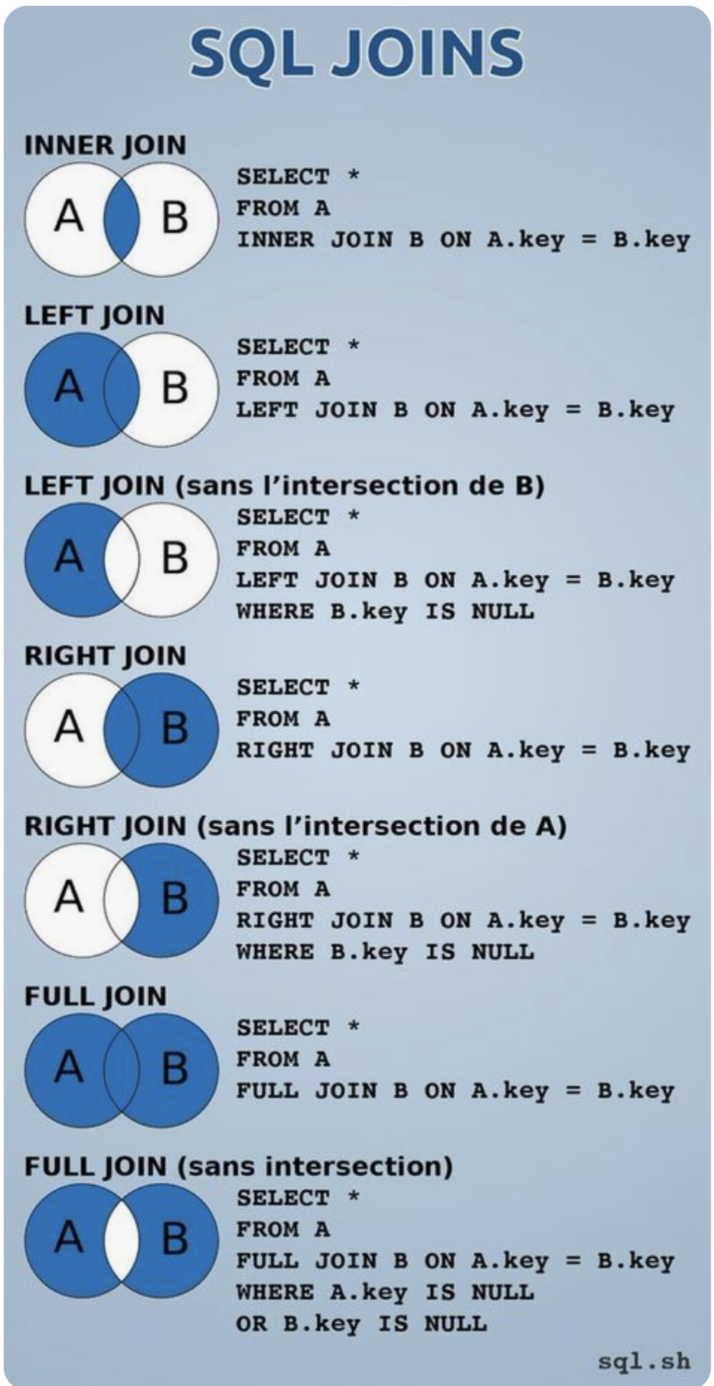 SQL JOINS
INNER JOIN
A B
SELECT *
FROM A
INNER JOIN B ON A.key = B.key
LEFT JOIN
A B
SELECT *
FROM A
LEFT JOIN B ON A.key = B.key
LEFT JOIN (sans l’intersection de B)
A B
SELECT *
FROM A
LEFT JOIN B ON A.key = B.key
WHERE B.key IS NULL
RIGHT JOIN
A B
SELECT *
FROM A
RIGHT JOIN B ON A.key = B.key
RIGHT JOIN (sans l’intersection de A)
A B
SELECT *
FROM A
RIGHT JOIN B ON A.key = B.key
WHERE B.key IS NULL
FULL JOIN
A B
SELECT *
FROM A
FULL JOIN B ON A.key = B.key
FULL JOIN (sans intersection)
A B
SELECT *
FROM A
FULL JOIN B ON A.key = B.key
WHERE A.key IS NULL
OR B.key IS NULL
sql.sh